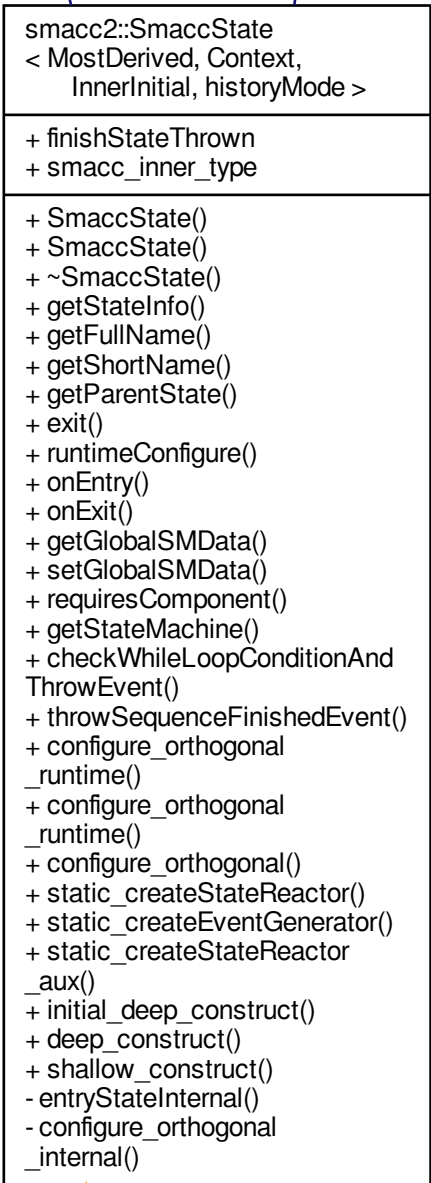 smacc2::SmaccState
< MostDerived, Context,
InnerInitial, historyMode >
+ finishStateThrown
+ smacc_inner_type
+ SmaccState()
+ SmaccState()
+ ~SmaccState()
+ getStateInfo()
+ getFullName()
+ getShortName()
+ getParentState()
+ exit()
+ runtimeConfigure()
+ onEntry()
+ onExit()
+ getGlobalSMData()
+ setGlobalSMData()
+ requiresComponent()
+ getStateMachine()
+ checkWhileLoopConditionAnd
ThrowEvent()
+ throwSequenceFinishedEvent()
+ configure_orthogonal
_runtime()
+ configure_orthogonal
_runtime()
+ configure_orthogonal()
+ static_createStateReactor()
+ static_createEventGenerator()
+ static_createStateReactor
_aux()
+ initial_deep_construct()
+ deep_construct()
+ shallow_construct()
- entryStateInternal()
- configure_orthogonal
_internal()